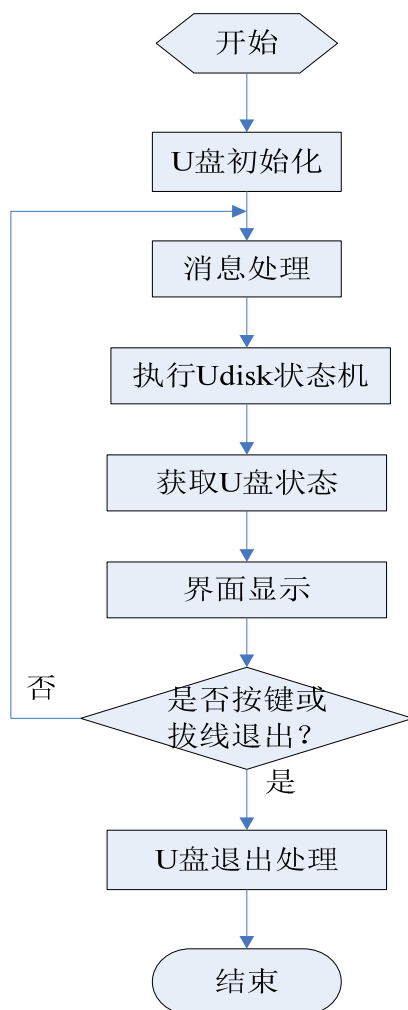 开始
U盘初始化
消息处理
执行Udisk状态机
获取U盘状态
界面显示
否
是否按键或
拔线退出?
是
U盘退出处理
结束